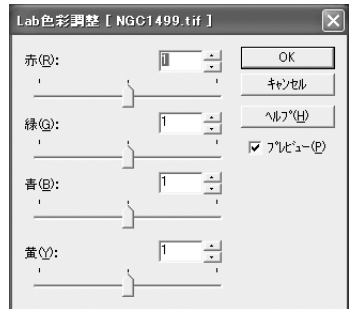 Lab色彩調整 [ NGC1499.tif ]
赤(R):
1
OK
キャンセル
緑(G):
1
ヘルプ(H)
プレビュー(P)
青(B):
1
黄(Y):
1